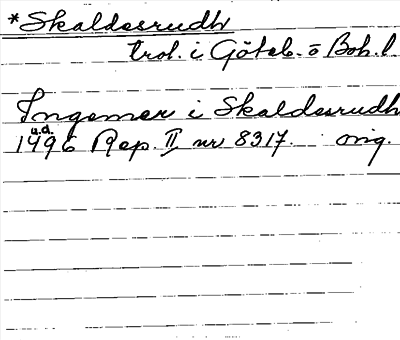 *Skaldesrudh
trol. i Göteb. o Boh. l.
Ingemar i Skaldesrudh
u.d.
1496 Rep. II, nr 8317. orig.